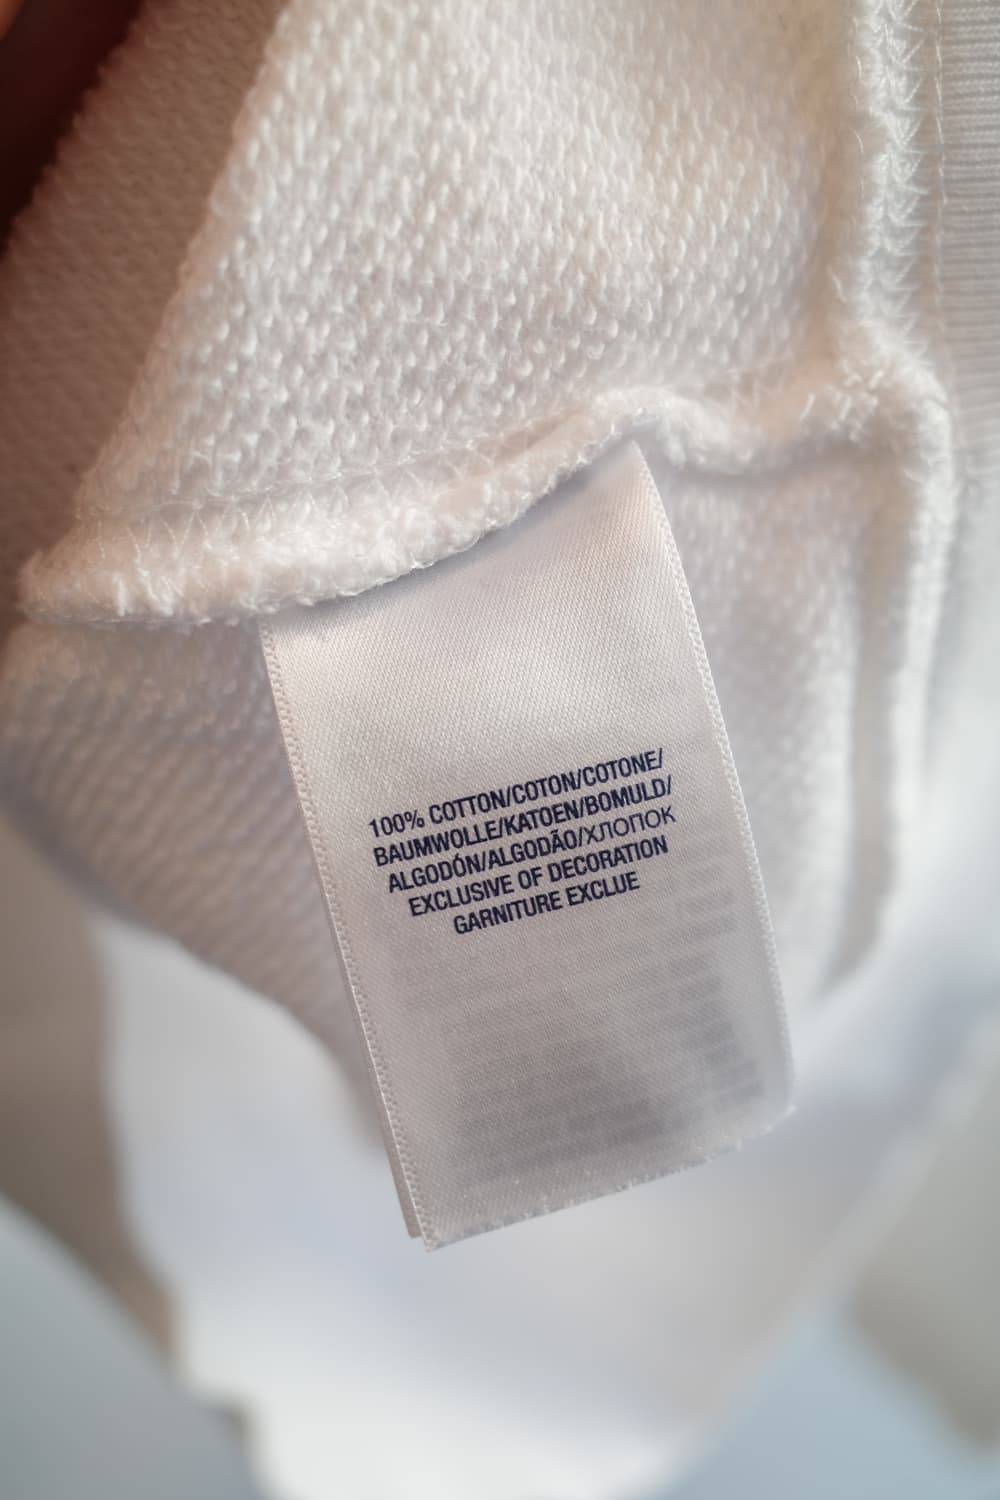 100% COTTON/COTON/COTONE/
BAUMWOLLE/KATOEN/BOMULD/
ALGODÓN/ALGODÃO/ХЛОПОК
EXCLUSIVE OF DECORATION
GARNITURE EXCLUE